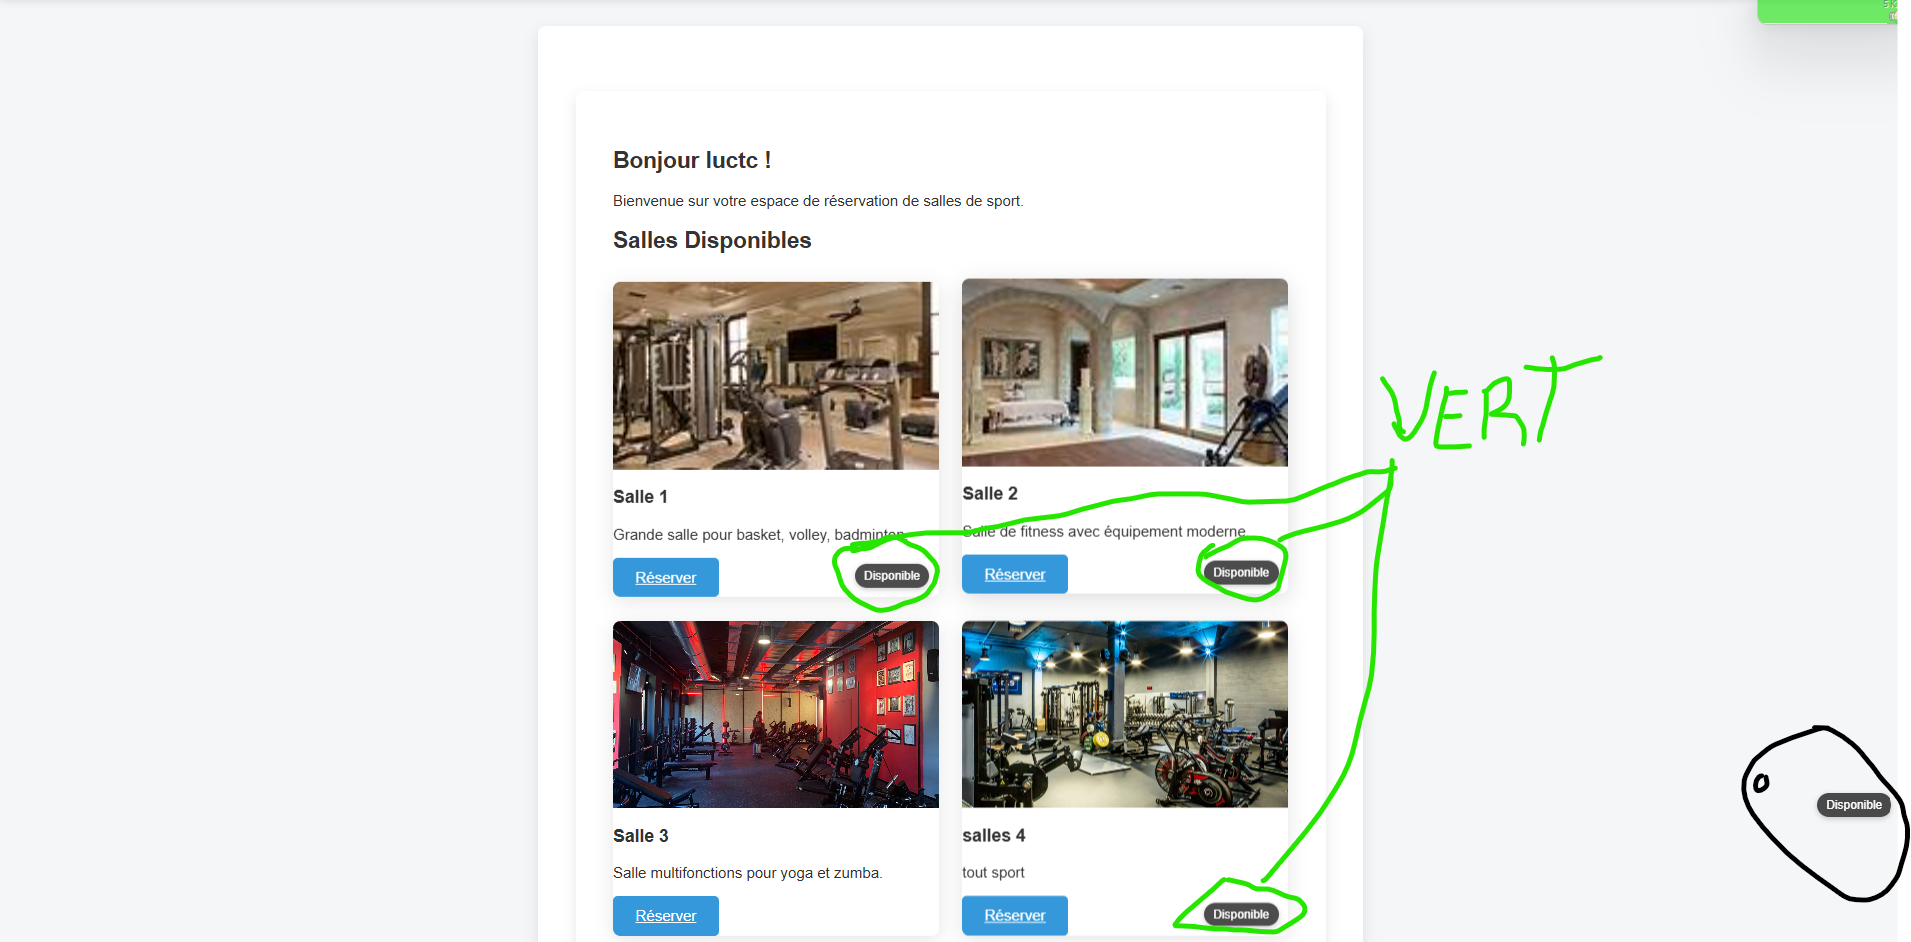 5 K
Bonjour luctc !
Bienvenue sur votre espace de réservation de salles de sport.
Salles Disponibles
Salle 1
Grande salle pour basket, volley, badminton
Réserver
Disponible
Salle 2
Salle de fitness avec équipement moderne
Réserver
Disponible
VERT
Salle 3
Salle multifonctions pour yoga et zumba.
Réserver
salles 4
tout sport
Réserver
Disponible
Disponible